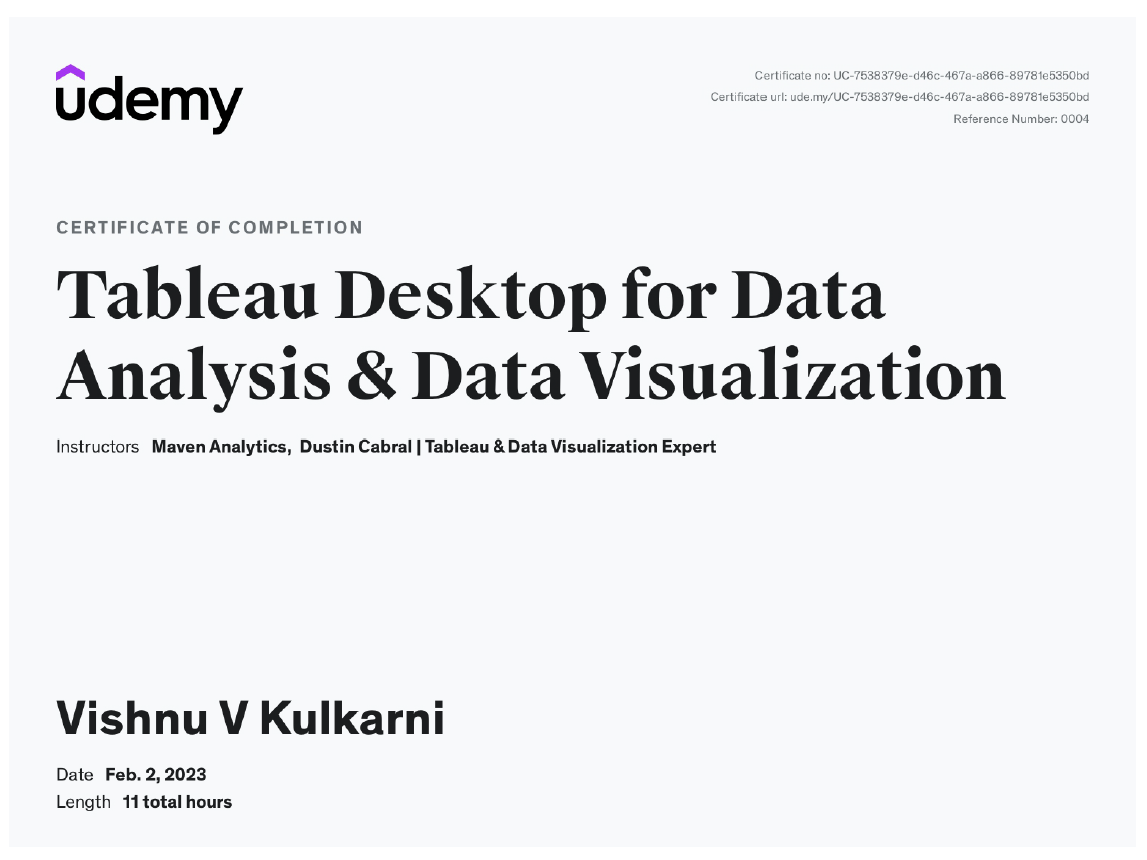 udemy
Certificate no: UC-7538379e-d46c-467a-a866-89781e5350bd
Certificate url: ude.my/UC-7538379e-d46c-467a-a866-89781e5350bd
Reference Number: 0004
CERTIFICATE OF COMPLETION
Tableau Desktop for Data
Analysis & Data Visualization
Instructors Maven Analytics, Dustin Cabral | Tableau & Data Visualization Expert
Vishnu V Kulkarni
Date Feb. 2, 2023
Length 11 total hours